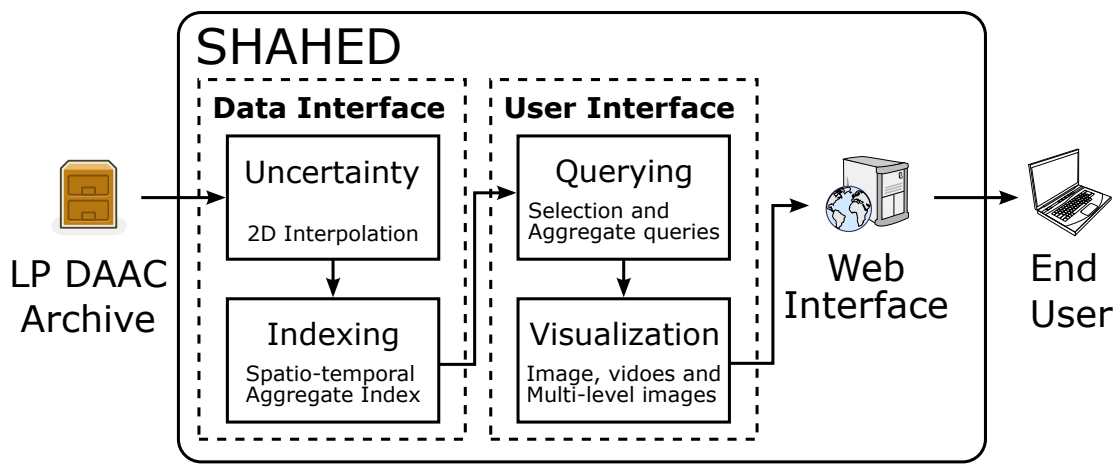 SHAHED
Data Interface
User Interface
Uncertainty
2D Interpolation
Indexing
Spatio-temporal
Aggregate Index
Querying
Selection and
Aggregate queries
Visualization
Image, vidoes and
Multi-level images
LP DAAC
Archive
Web
Interface
End
User